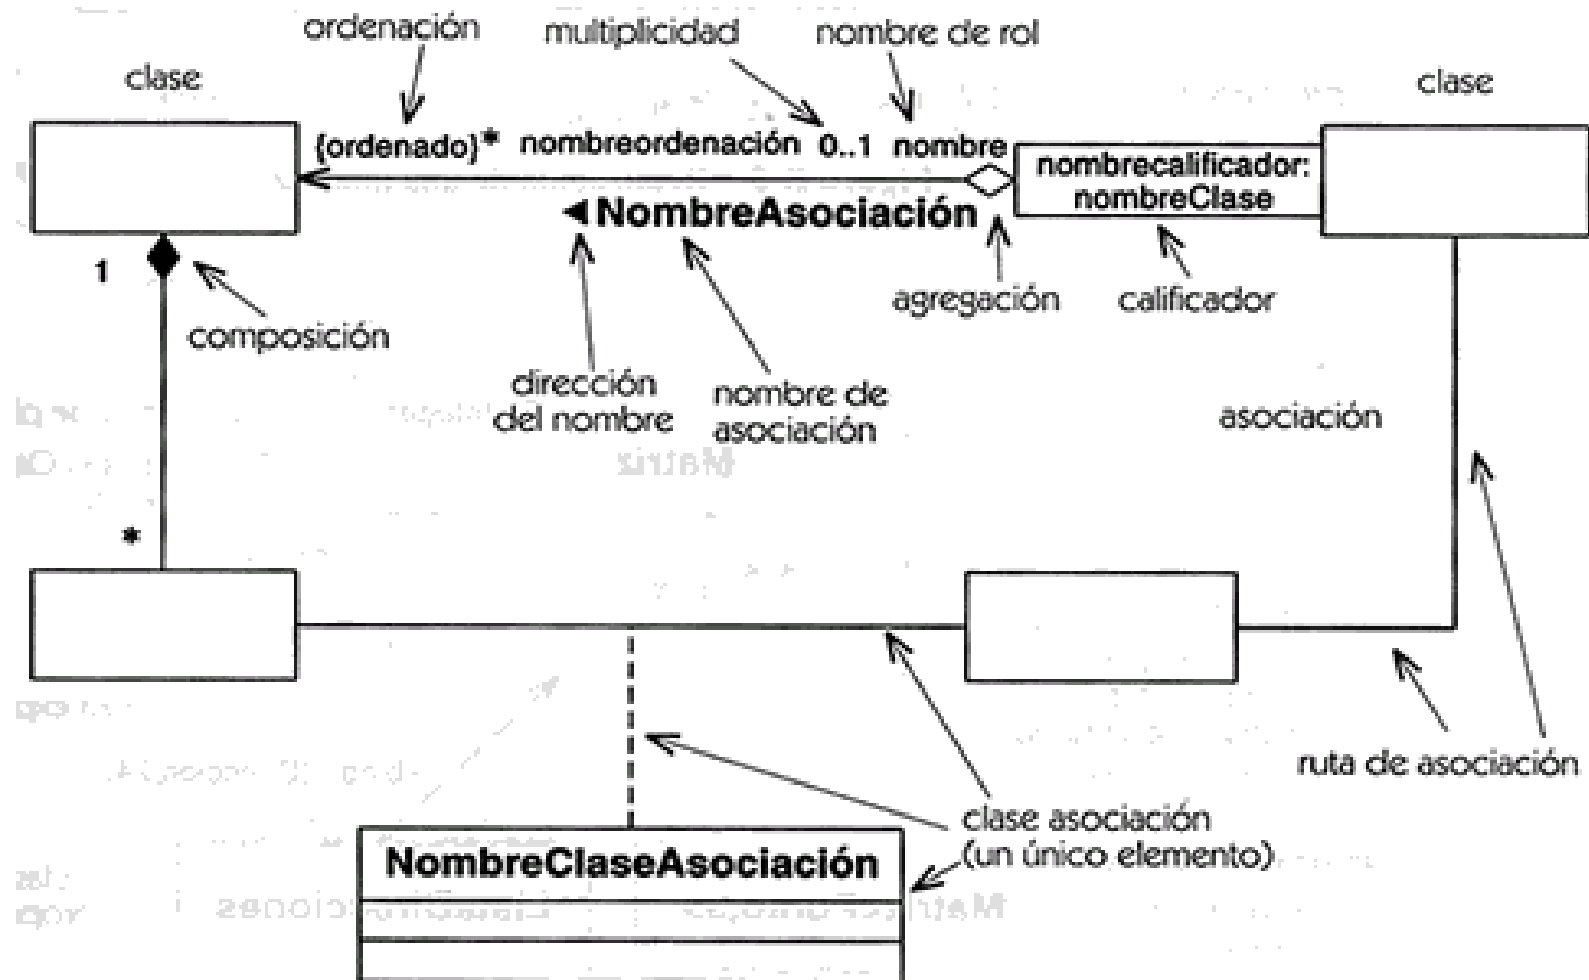 ordenación
multiplicidad
nombre de rol
clase
clase
{ordenado}* nombreordenación 0..1 nombre
nombrecalificador:
nombreClase
◄NombreAsociación
1
composición
agregación
calificador
dirección
del nombre
nombre de
asociación
asociación
Matriz
*
ruta de asociación
clase asociación
(un único elemento)
NombreClaseAsociación